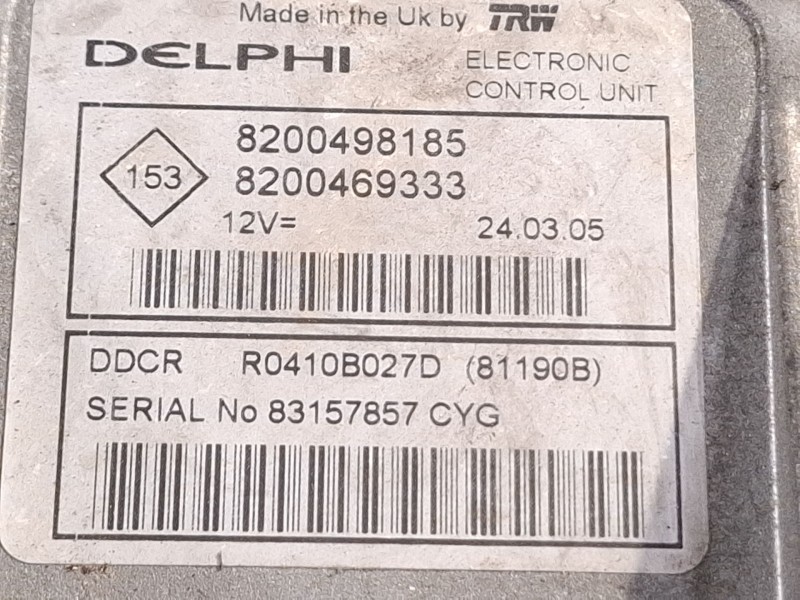 Made in the Uk by TRW
DELPHI
ELECTRONIC
CONTROL UNIT
153
8200498185
8200469333
12V=
24.03.05
DDCR R0410B027D (81190B)
SERIAL No 83157857 CYG